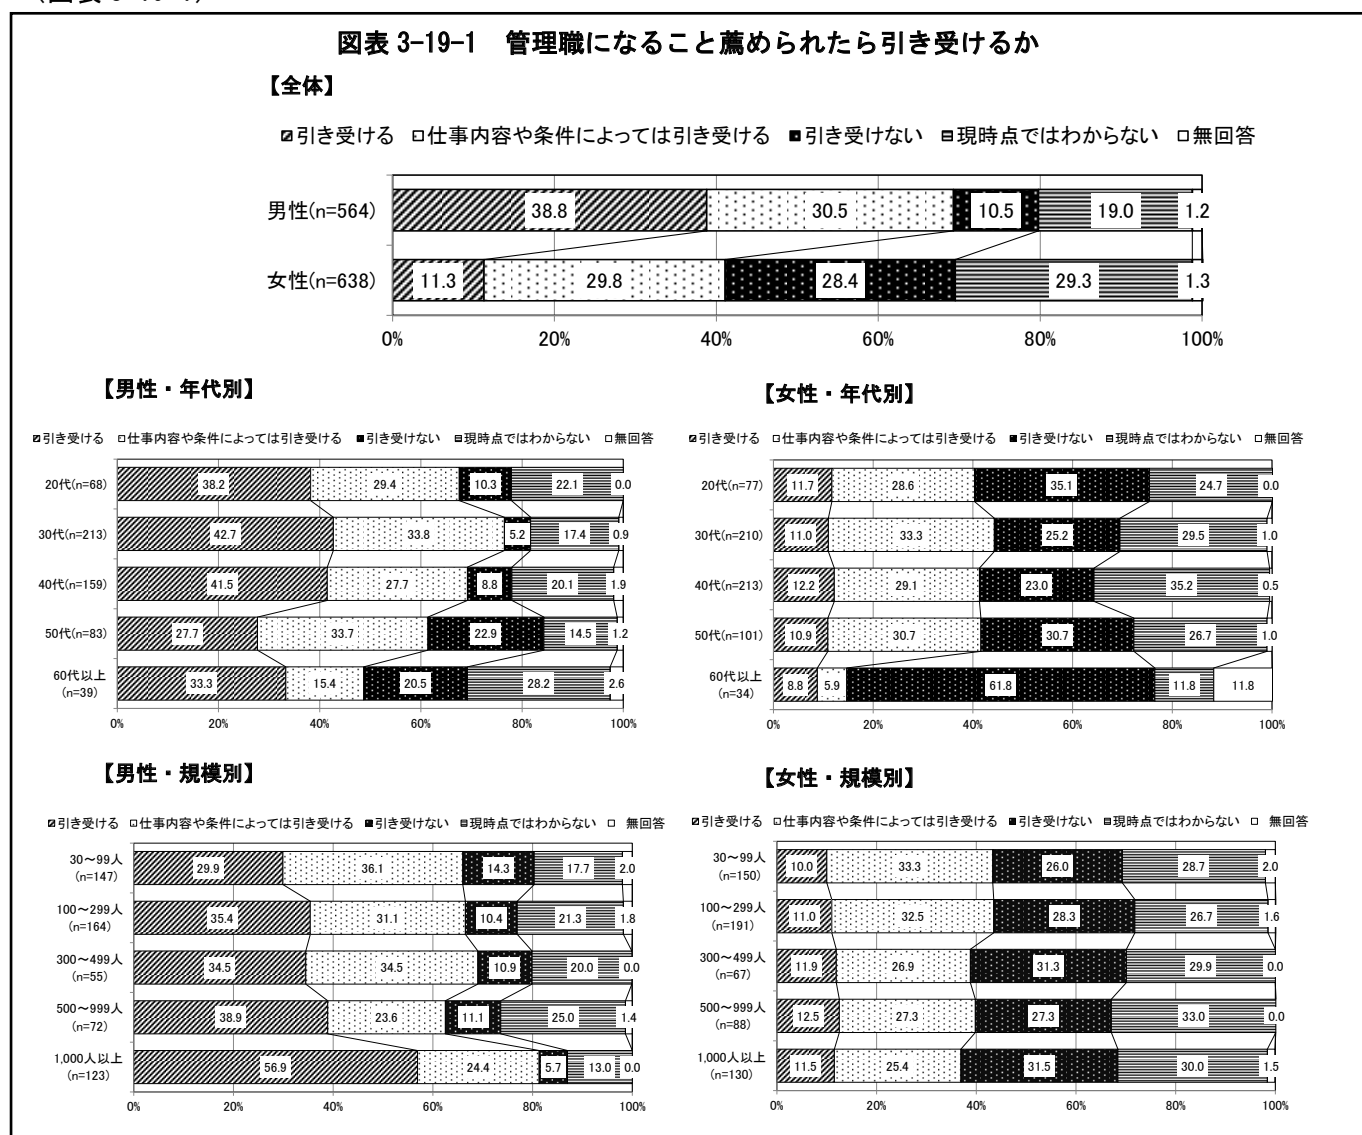 図表 3-19-1 管理職になること薦められたら引き受けるか
【全体】
引き受ける 仕事内容や条件によっては引き受ける 引き受けない 現時点ではわからない 無回答
男性(n=564) 38.8 30.5 10.5 19.0 1.2
女性(n=638) 11.3 29.8 28.4 29.3 1.3
0% 20% 40% 60% 80% 100%
【男性・年代別】
引き受ける 仕事内容や条件によっては引き受ける 引き受けない 現時点ではわからない 無回答
20代(n=68) 38.2 29.4 10.3 22.1 0.0
30代(n=213) 42.7 33.8 5.2 17.4 0.9
40代(n=159) 41.5 27.7 8.8 20.1 1.9
50代(n=83) 27.7 33.7 22.9 14.5 1.2
60代以上
(n=39) 33.3 15.4 20.5 28.2 2.6
0% 20% 40% 60% 80% 100%
【女性・年代別】
引き受ける 仕事内容や条件によっては引き受ける 引き受けない 現時点ではわからない 無回答
20代(n=77) 11.7 28.6 35.1 24.7 0.0
30代(n=210) 11.0 33.3 25.2 29.5 1.0
40代(n=213) 12.2 29.1 23.0 35.2 0.5
50代(n=101) 10.9 30.7 30.7 26.7 1.0
60代以上
(n=34) 8.8 5.9 61.8 11.8 11.8
0% 20% 40% 60% 80% 100%
【男性・規模別】
引き受ける 仕事内容や条件によっては引き受ける 引き受けない 現時点ではわからない 無回答
30～99人
(n=147) 29.9 36.1 14.3 17.7 2.0
100～299人
(n=164) 35.4 31.1 10.4 21.3 1.8
300～499人
(n=55) 34.5 34.5 10.9 20.0 0.0
500～999人
(n=72) 38.9 23.6 11.1 25.0 1.4
1,000人以上
(n=123) 56.9 24.4 5.7 13.0 0.0
0% 20% 40% 60% 80% 100%
【女性・規模別】
引き受ける 仕事内容や条件によっては引き受ける 引き受けない 現時点ではわからない 無回答
30～99人
(n=150) 10.0 33.3 26.0 28.7 2.0
100～299人
(n=191) 11.0 32.5 28.3 26.7 1.6
300～499人
(n=67) 11.9 26.9 31.3 29.9 0.0
500～999人
(n=88) 12.5 27.3 27.3 33.0 0.0
1,000人以上
(n=130) 11.5 25.4 31.5 30.0 1.5
0% 20% 40% 60% 80% 100%